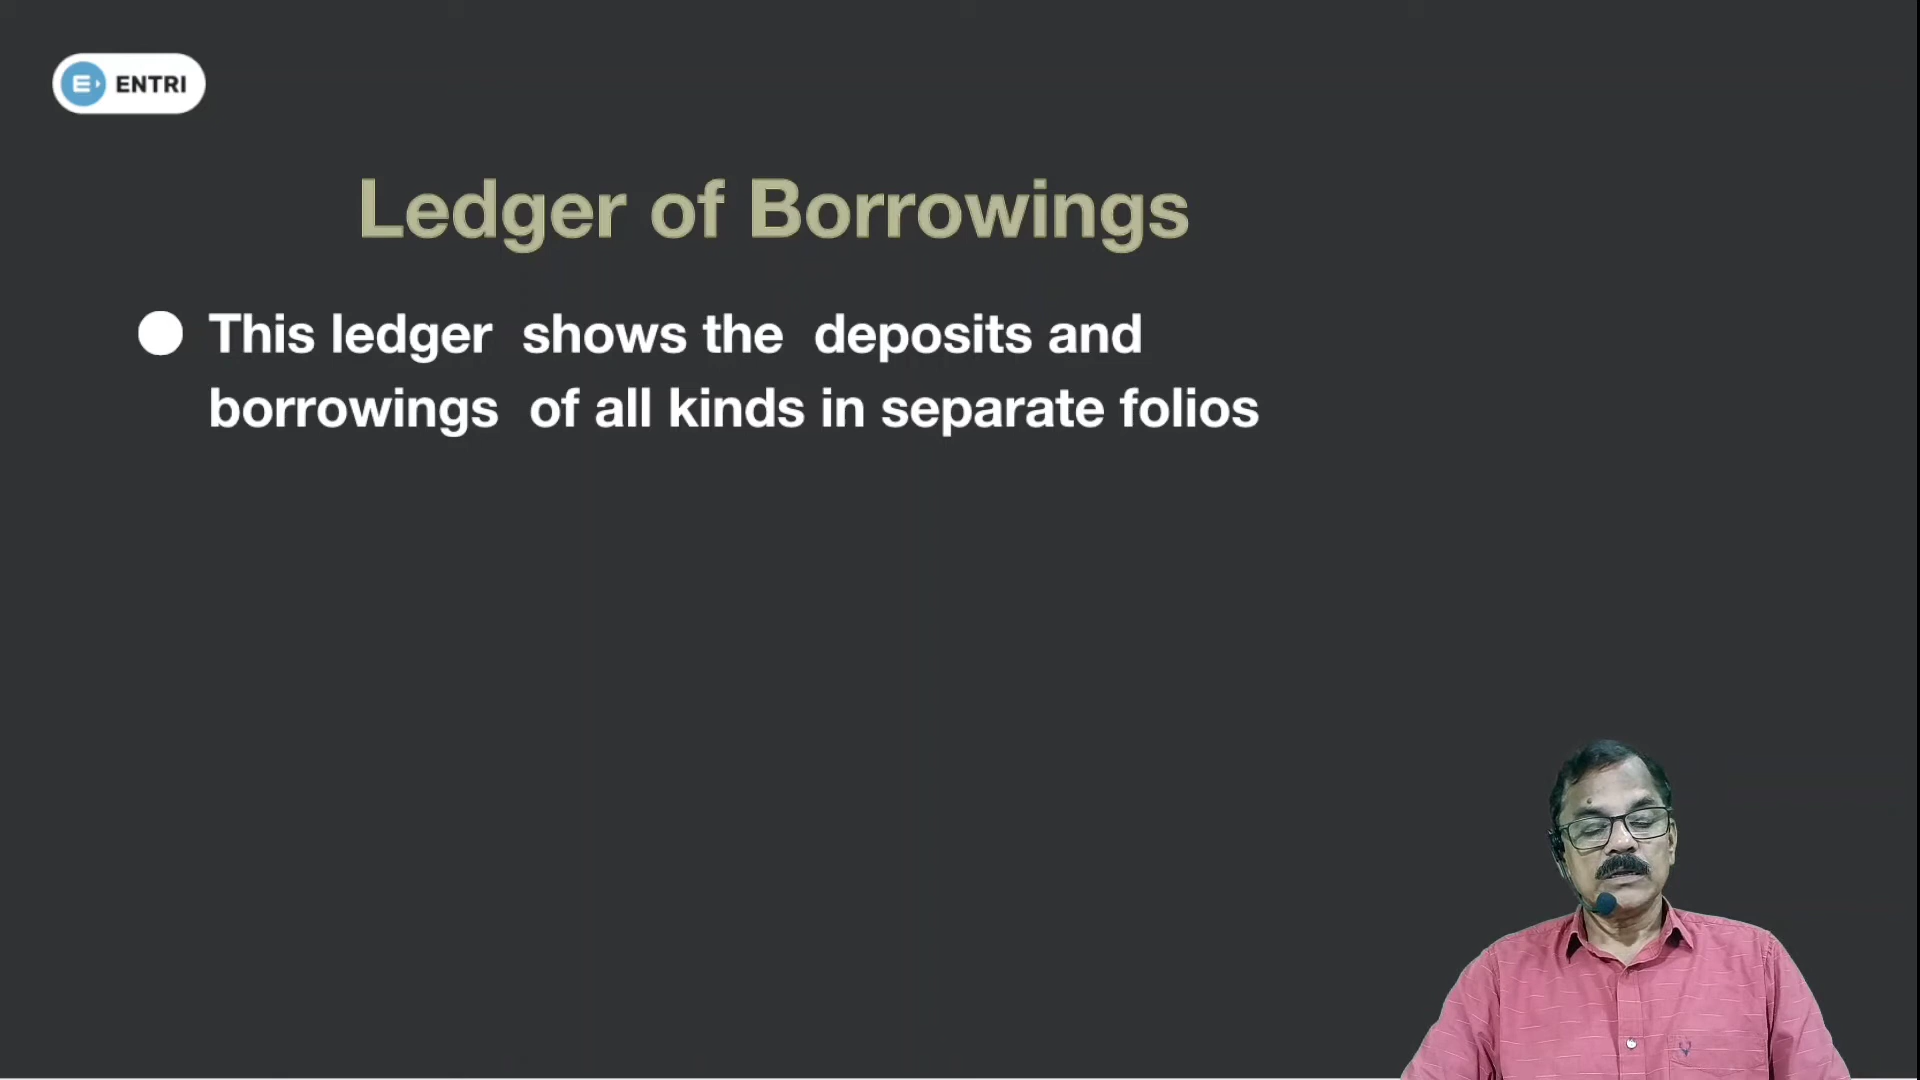 ENTRI
Ledger of Borrowings
This ledger shows the deposits and
borrowings of all kinds in separate folios